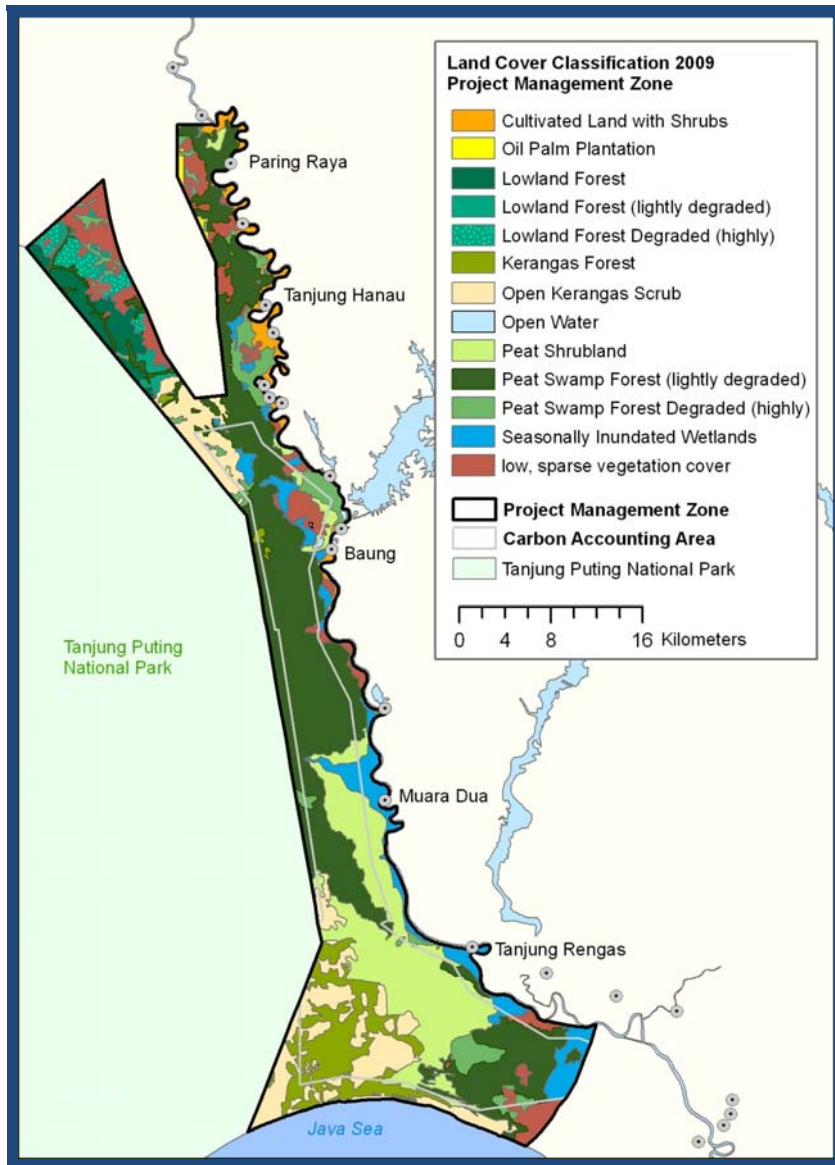 Land Cover Classification 2009
Project Management Zone
Cultivated Land with Shrubs
Oil Palm Plantation
Lowland Forest
Lowland Forest (lightly degraded)
Lowland Forest Degraded (highly)
Kerangas Forest
Open Kerangas Scrub
Open Water
Peat Shrubland
Peat Swamp Forest (lightly degraded)
Peat Swamp Forest Degraded (highly)
Seasonally Inundated Wetlands
low, sparse vegetation cover
Project Management Zone
Carbon Accounting Area
Tanjung Puting National Park
0 4 8 16 Kilometers
Paring Raya
Tanjung Hanau
Baung
Tanjung Puting
National Park
Muara Dua
Tanjung Rengas
Java Sea